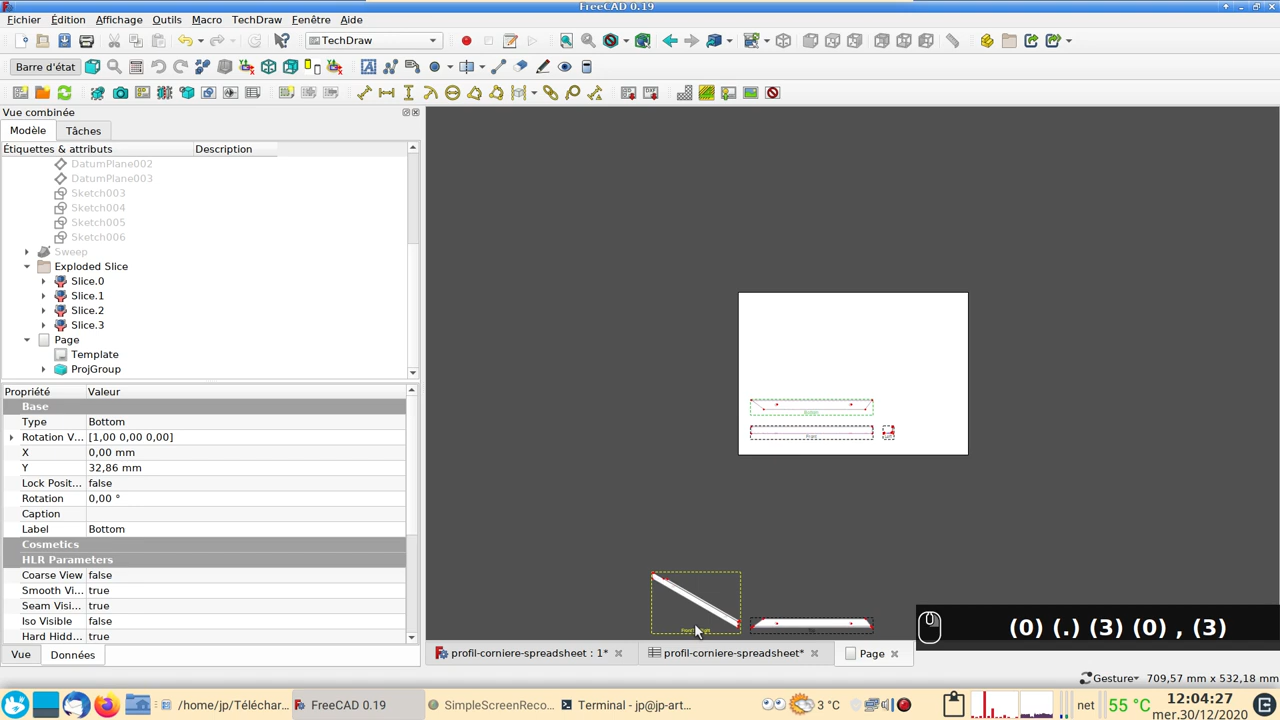 FreeCAD 0.19
Fichier Édition Affichage Outils Macro TechDraw Fenêtre Aide
TechDraw
Barre d'état
Vue combinée
Modèle Tâches
Étiquettes & attributs Description
DatumPlane002
DatumPlane003
Sketch003
Sketch004
Sketch005
Sketch006
Sweep
Exploded Slice
Slice.0
Slice.1
Slice.2
Slice.3
Page
Template
ProjGroup
Propriété Valeur
Base
Type Bottom
Rotation V... [1,00 0,00 0,00]
X 0,00 mm
Y 32,86 mm
Lock Posit... false
Rotation 0,00 °
Caption
Label Bottom
Cosmetics
HLR Parameters
Coarse View false
Smooth Vi... true
Seam Visi... true
Iso Visible false
Hard Hidd... true
Vue Données
Bottom
Front
(0) (.) (3) (0) , (3)
profil-corniere-spreadsheet : 1* profil-corniere-spreadsheet* Page
Gesture 709,57 mm x 532,18 mm
/home/jp/Téléchar... FreeCAD 0.19 SimpleScreenReco... Terminal - jp@jp-art... 3 °C net 55 °C 12:04:27
mer.30/12/2020